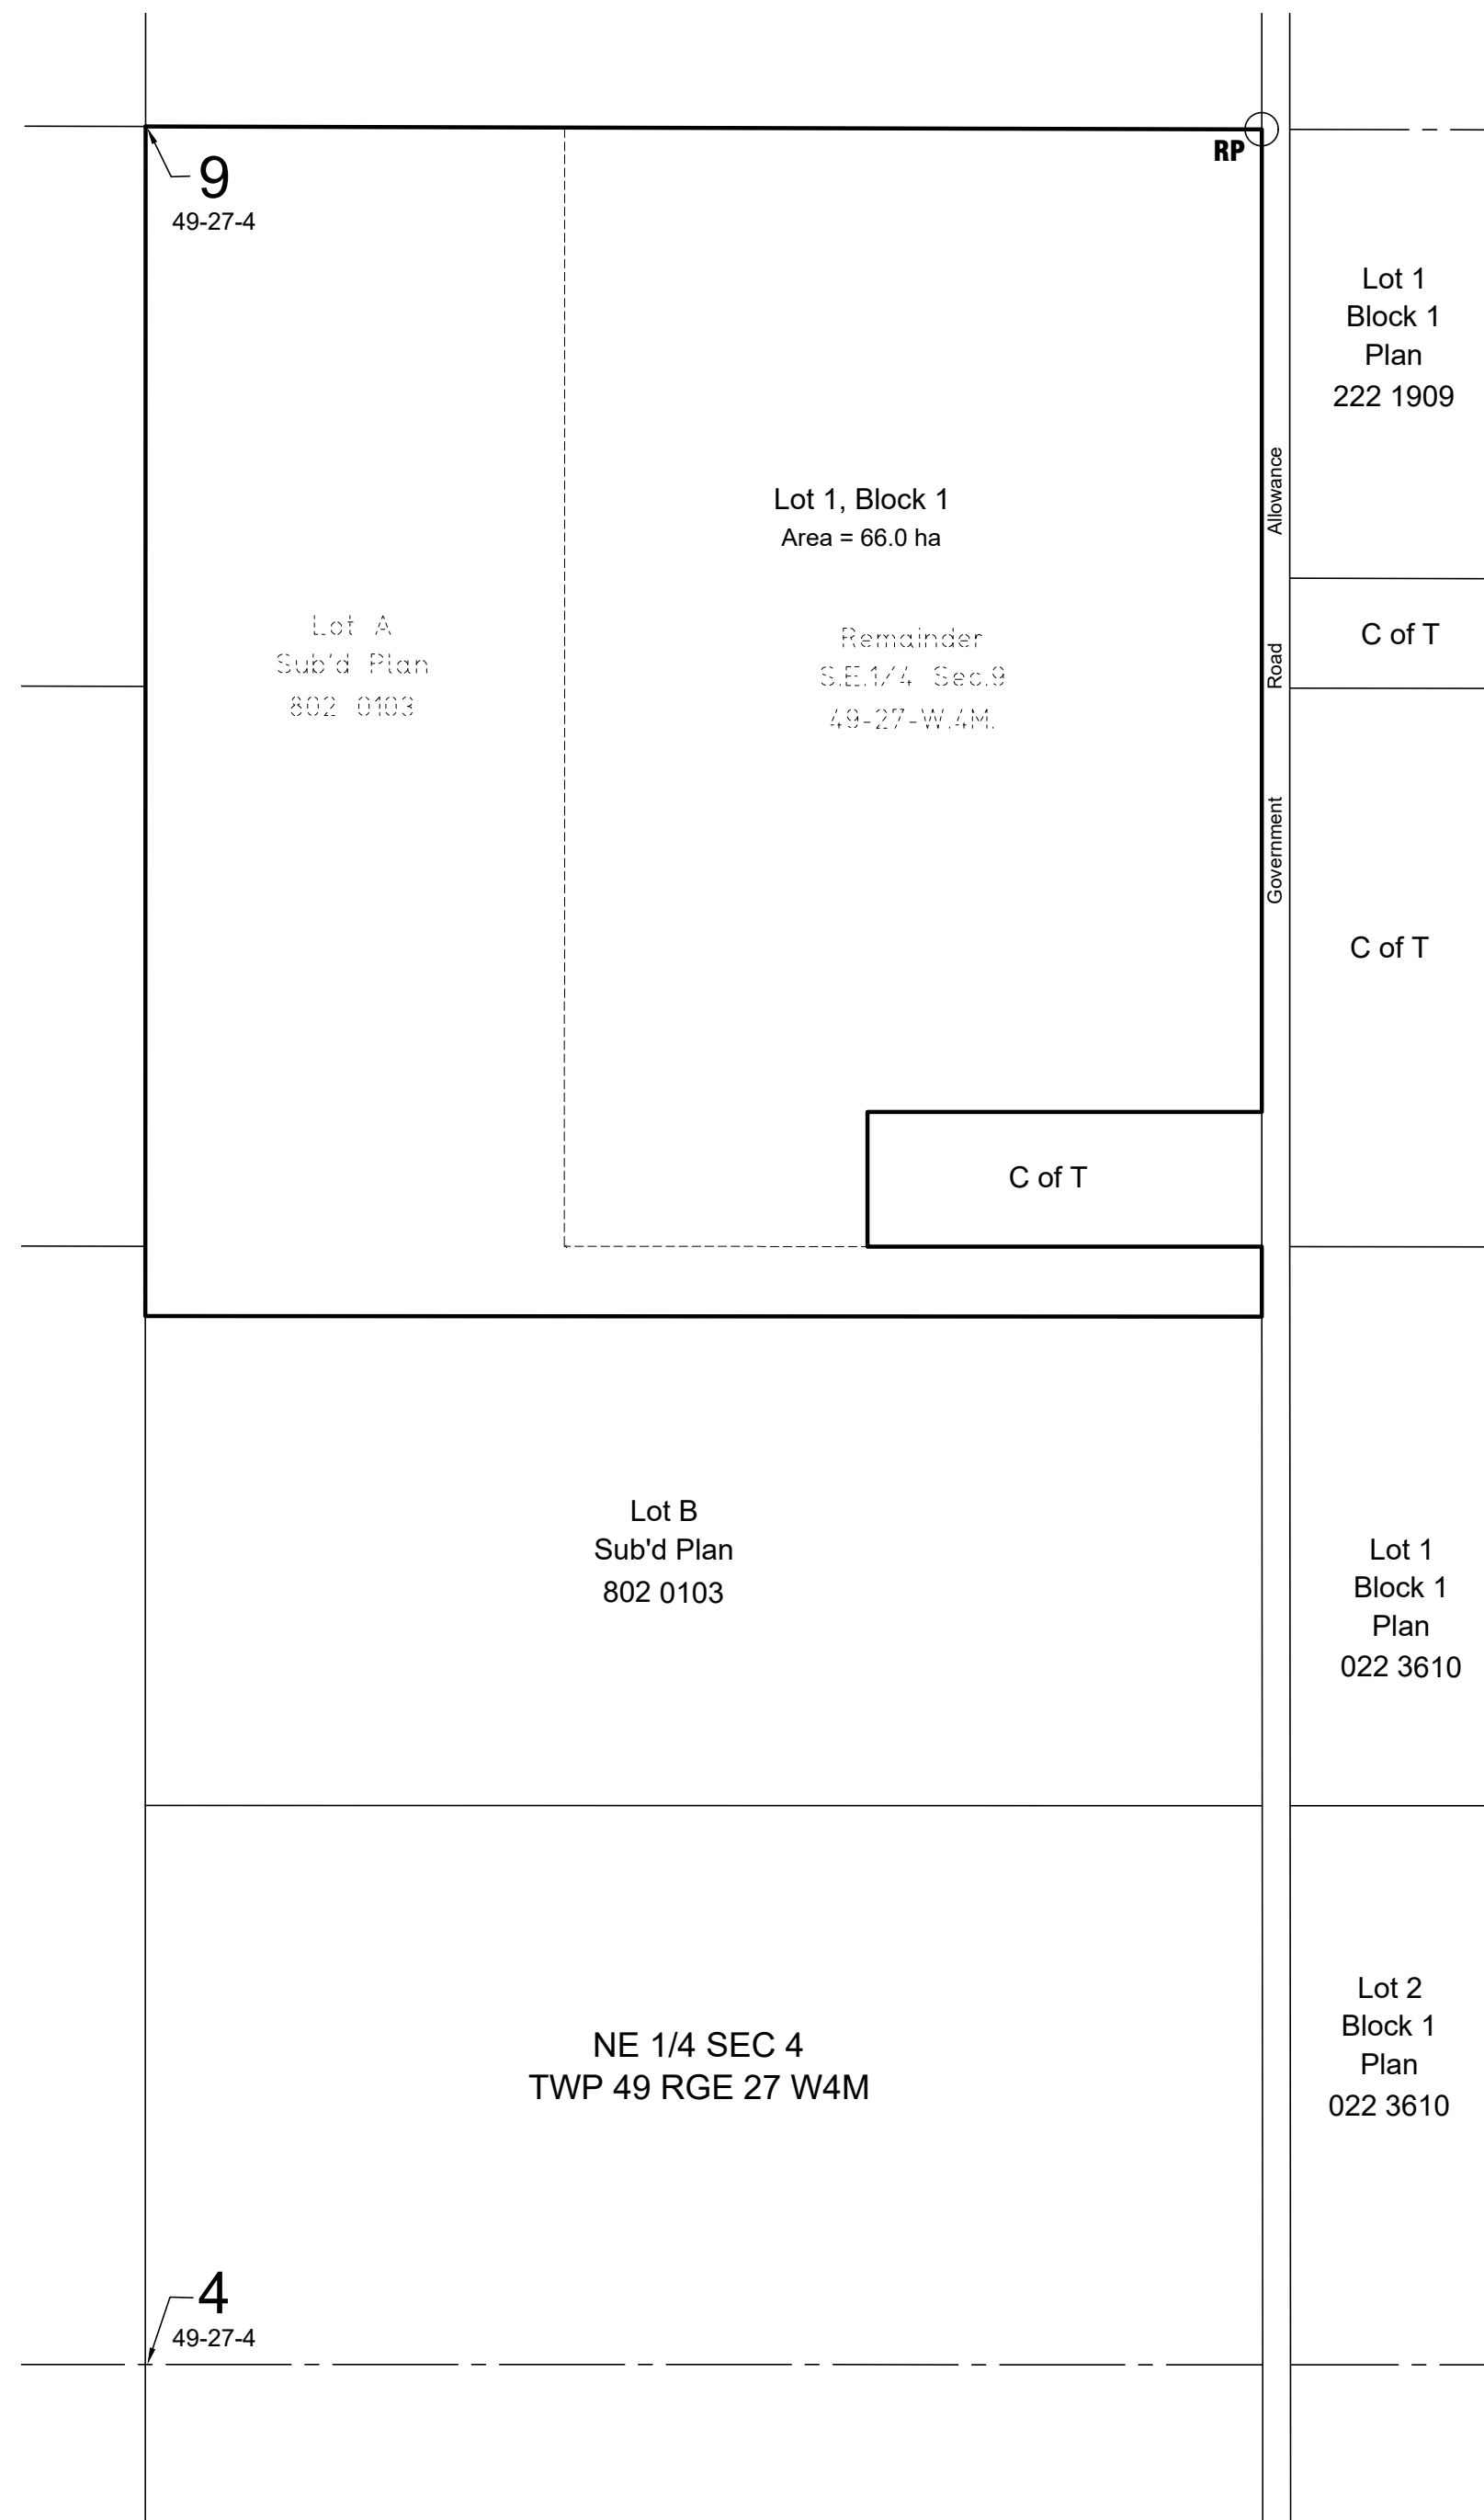 RP
9
49-27-4
Lot 1
Block 1
Plan
222 1909
Lot 1, Block 1
Area = 66.0 ha
Government Road Allowance
Lot A
Sub'd Plan
802 0103
Remainder
S.E.1/4 Sec.9
49-27-W.4M.
C of T
C of T
C of T
Lot B
Sub'd Plan
802 0103
Lot 1
Block 1
Plan
022 3610
NE 1/4 SEC 4
TWP 49 RGE 27 W4M
Lot 2
Block 1
Plan
022 3610
4
49-27-4